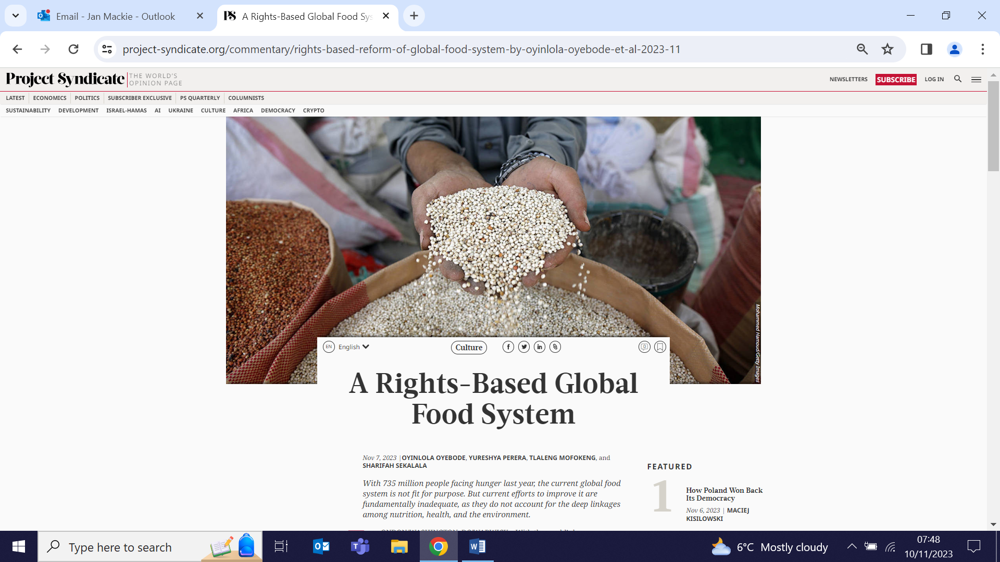 Email - Jan Mackie - Outlook
A Rights-Based Global Food Sys
project-syndicate.org/commentary/rights-based-reform-of-global-food-system-by-oyinlola-oyebode-et-al-2023-11
Project Syndicate
THE WORLD'S
OPINION PAGE
NEWSLETTERS
SUBSCRIBE
LOG IN
LATEST
ECONOMICS
POLITICS
SUBSCRIBER EXCLUSIVE
PS QUARTERLY
COLUMNISTS
SUSTAINABILITY
DEVELOPMENT
ISRAEL-HAMAS
AI
UKRAINE
CULTURE
AFRICA
DEMOCRACY
CRYPTO
Mohammed Hamoud/Getty Images
EN
English
Culture
0
A Rights-Based Global
Food System
Nov 7, 2023 | OYINLOLA OYEBODE, YURESHYA PERERA, TLALENG MOFOKENG, and
SHARIFAH SEKALALA
With 735 million people facing hunger last year, the current global food
system is not fit for purpose. But current efforts to improve it are
fundamentally inadequate, as they do not account for the deep linkages
among nutrition, health, and the environment.
FEATURED
1
How Poland Won Back
Its Democracy
Nov 6, 2023 | MACIEJ
KISILOWSKI
Type here to search
6°C Mostly cloudy
07:48
10/11/2023